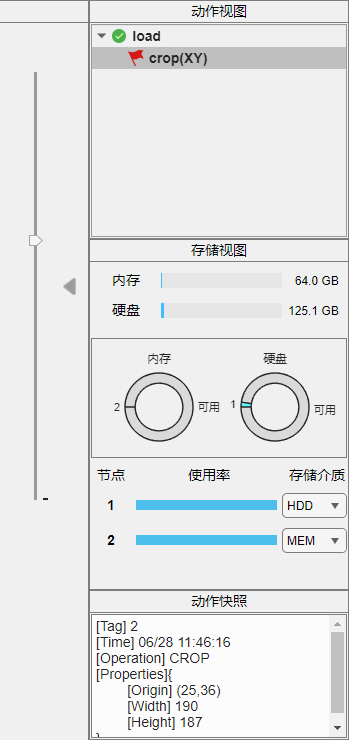 动作视图
load
crop(XY)
存储视图
内存 64.0 GB
硬盘 125.1 GB
内存 硬盘
2 可用 1 可用
节点 使用率 存储介质
1 HDD
2 MEM
动作快照
[Tag] 2
[Time] 06/28 11:46:16
[Operation] CROP
[Properties]{
[Origin] (25,36)
[Width] 190
[Height] 187
}